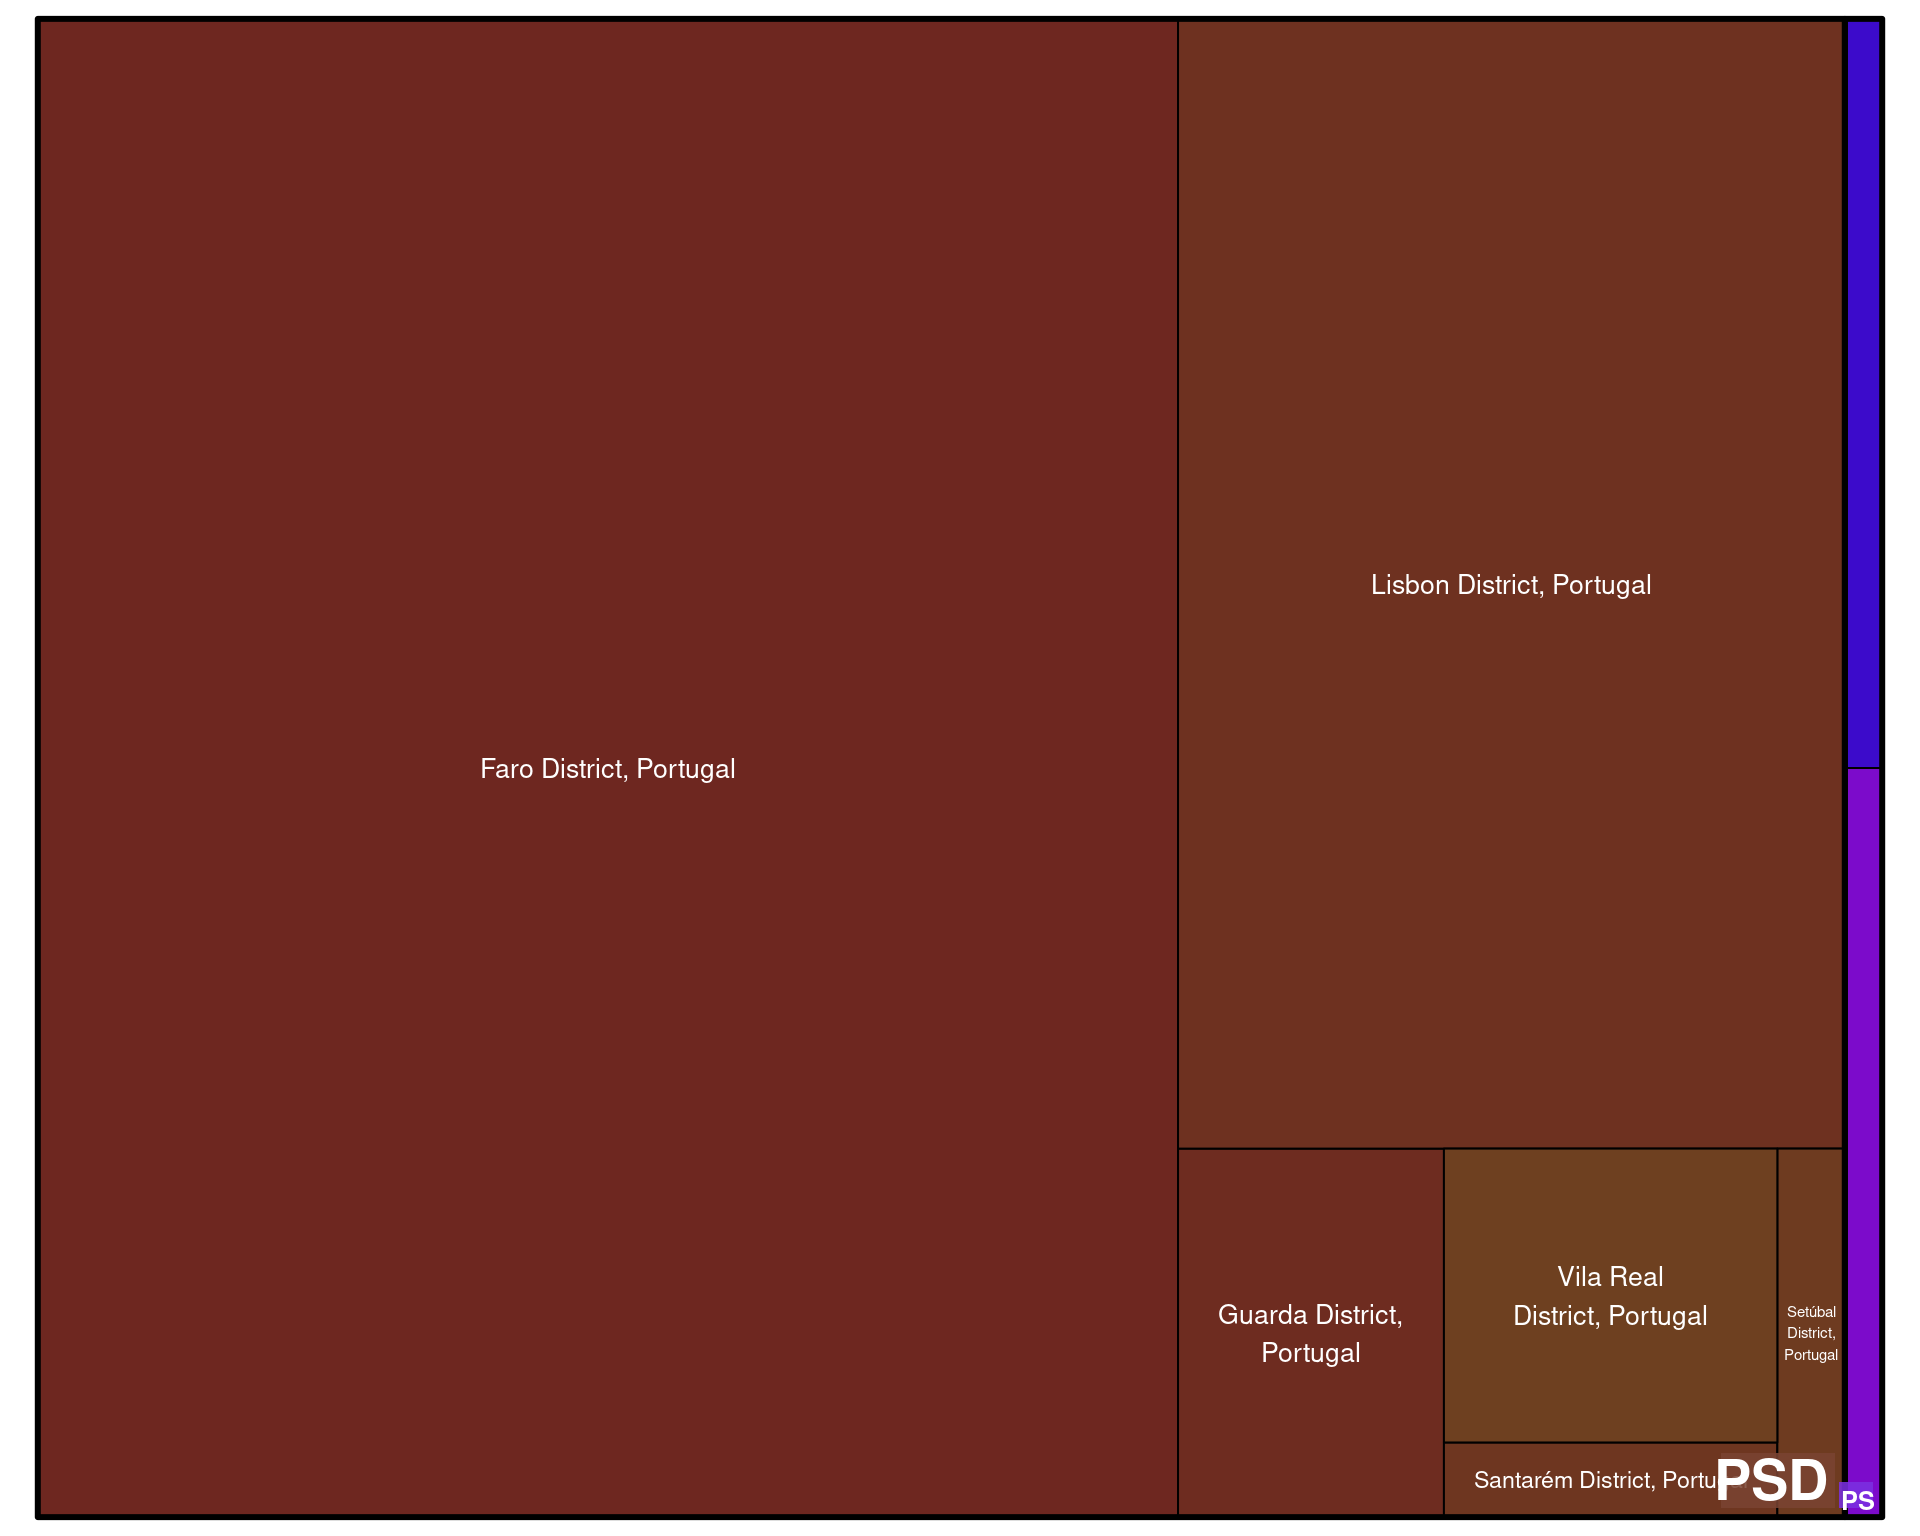 Faro District, Portugal
Lisbon District, Portugal
Guarda District,
Portugal
Vila Real
District, Portugal
Setúbal
District,
Portugal
Santarém District, Portugal
PSD
PS